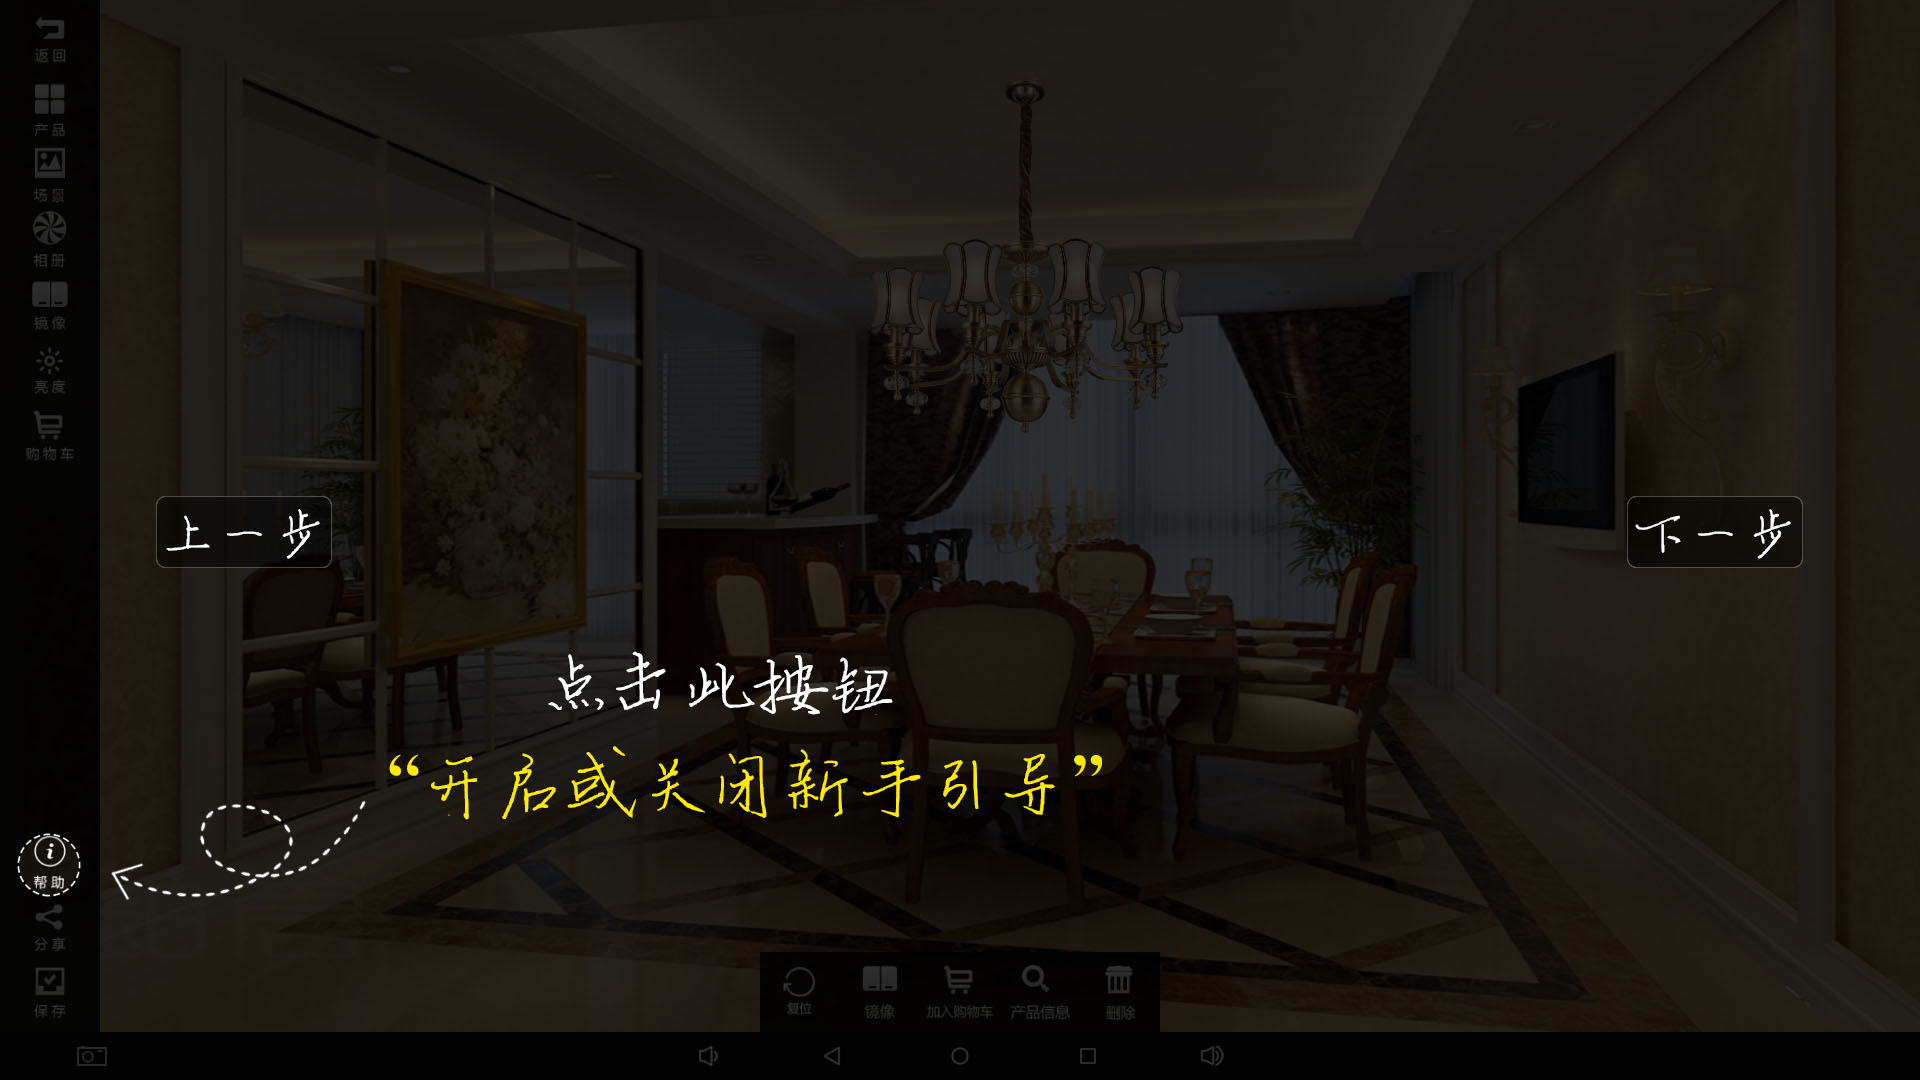 返回
产品
场景
相册
镜像
亮度
购物车
上一步
下一步
点击此按钮
“开启或关闭新手引导”
帮助
分享
保存
复位
镜像
加入购物车
产品信息
删除